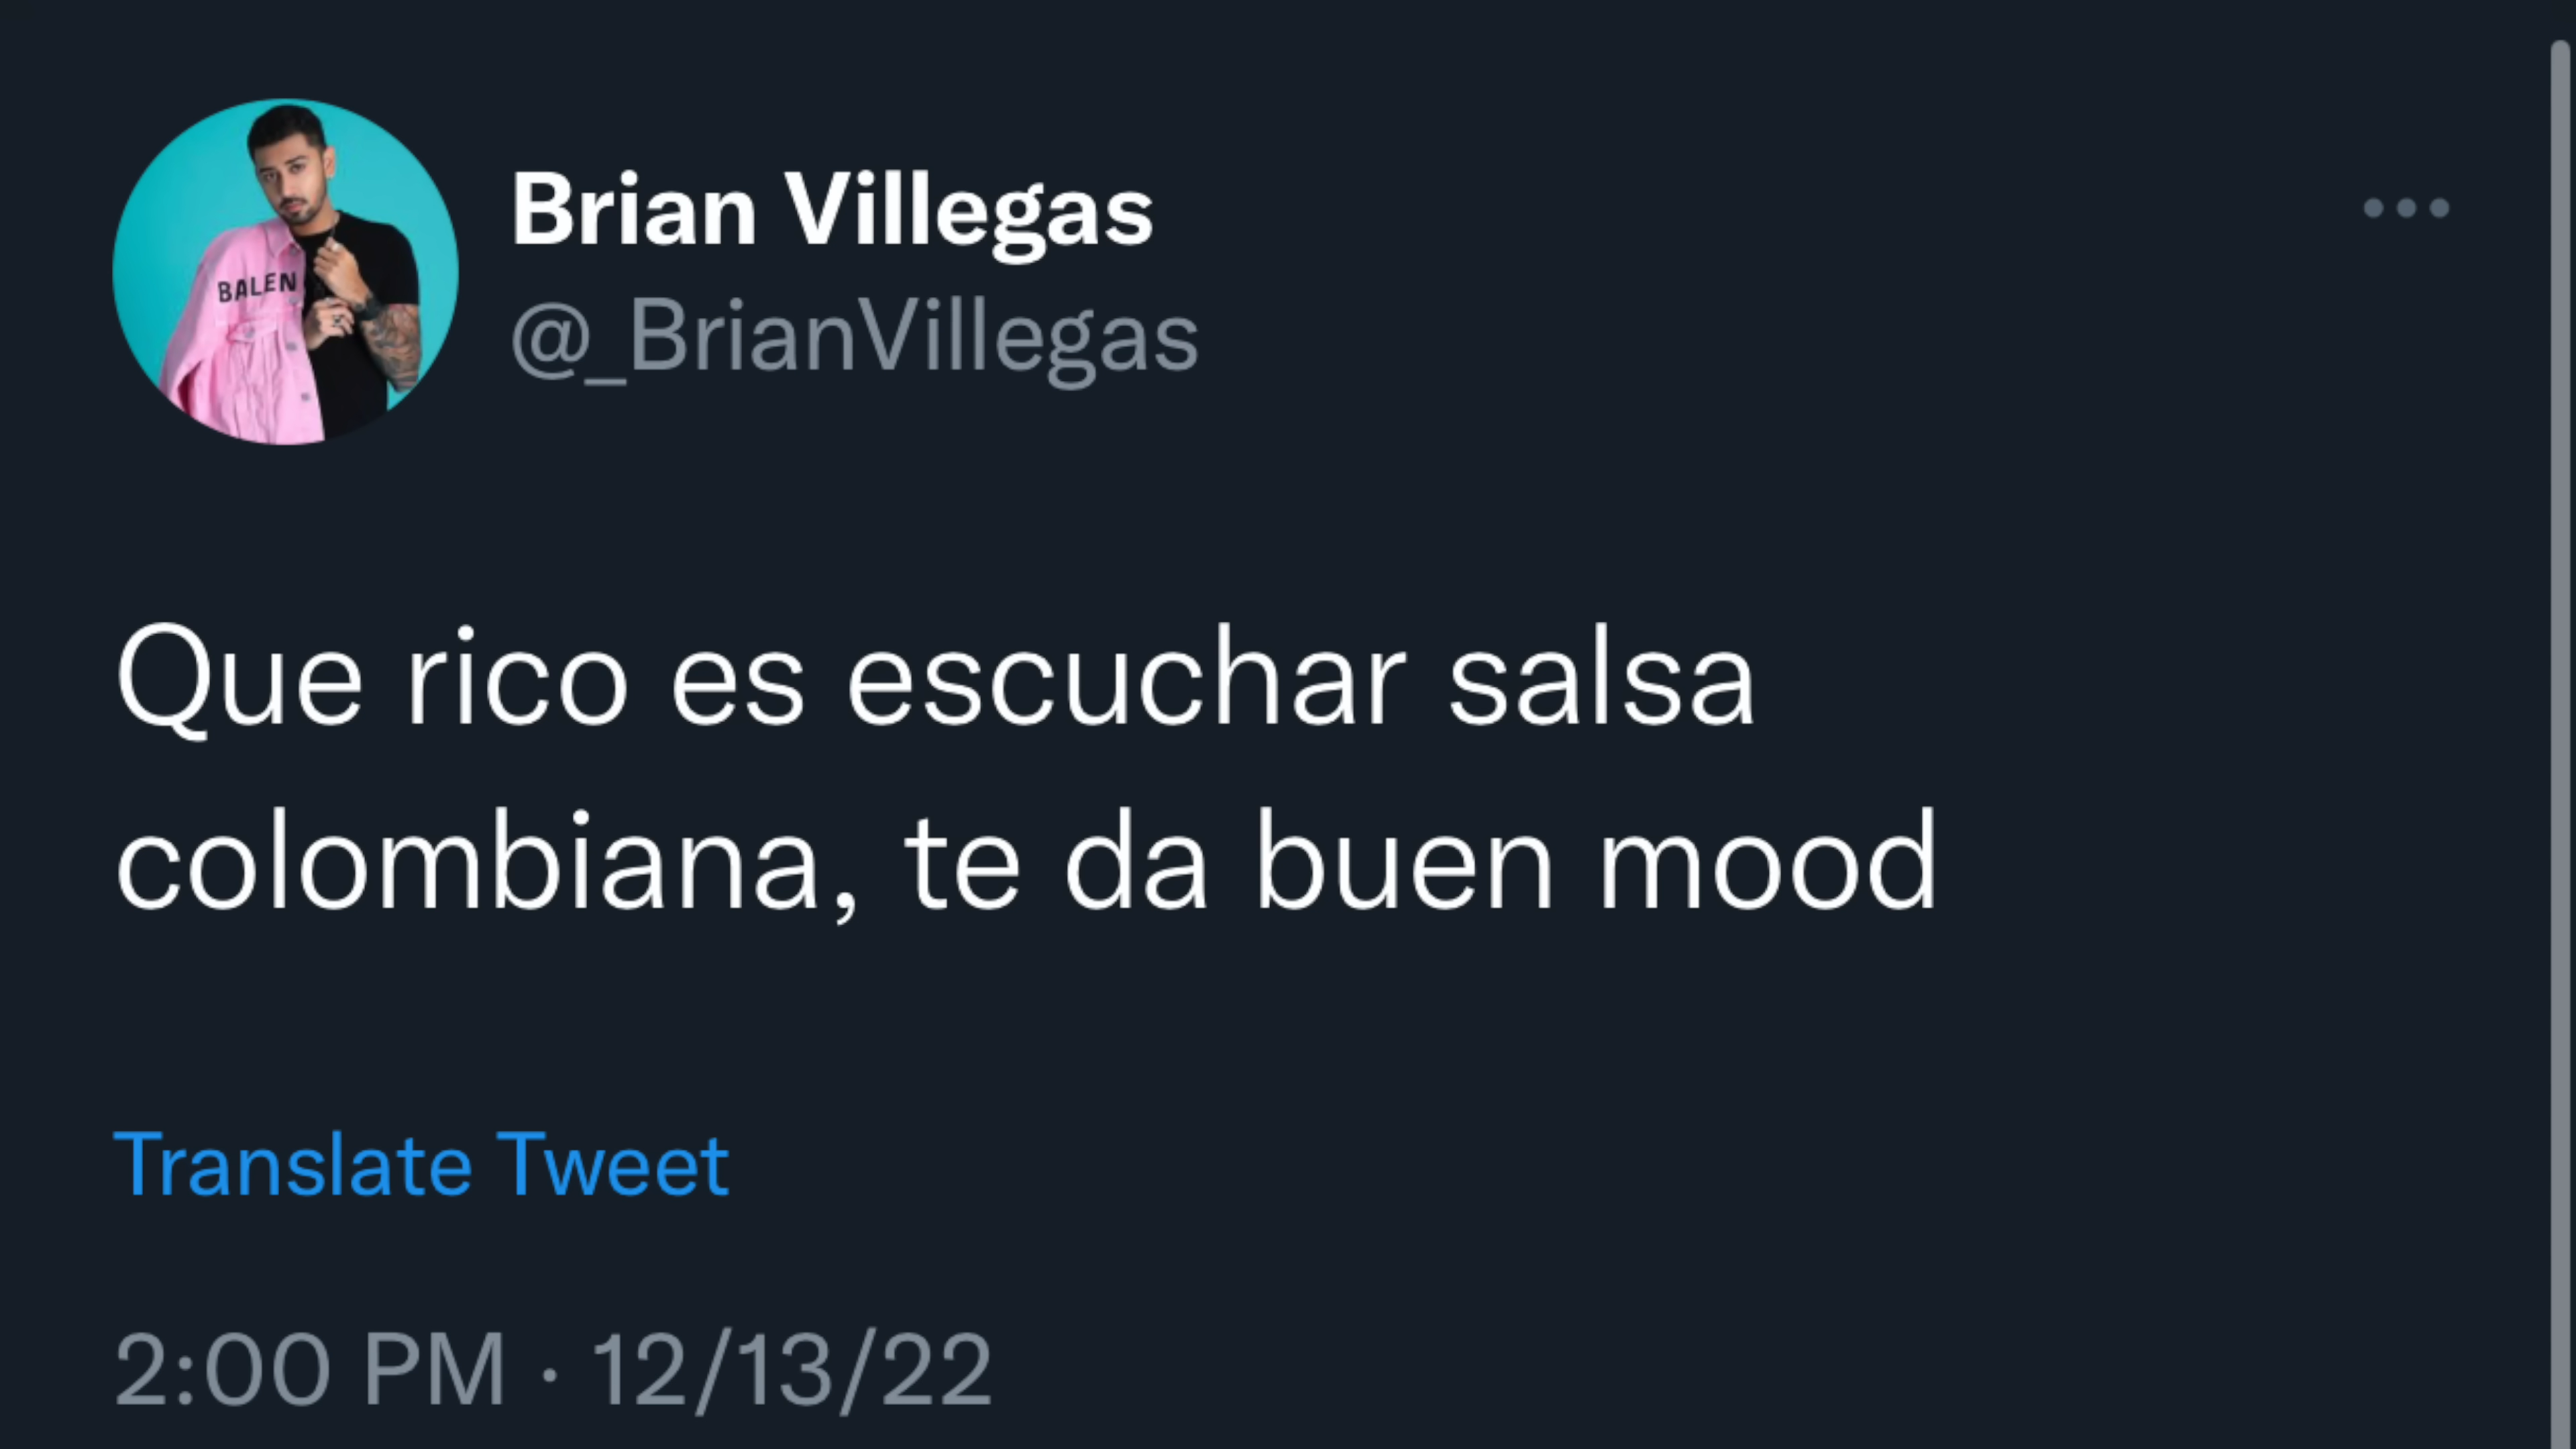 Brian Villegas
@_BrianVillegas
BALEN
Que rico es escuchar salsa
colombiana, te da buen mood
Translate Tweet
2:00 PM · 12/13/22